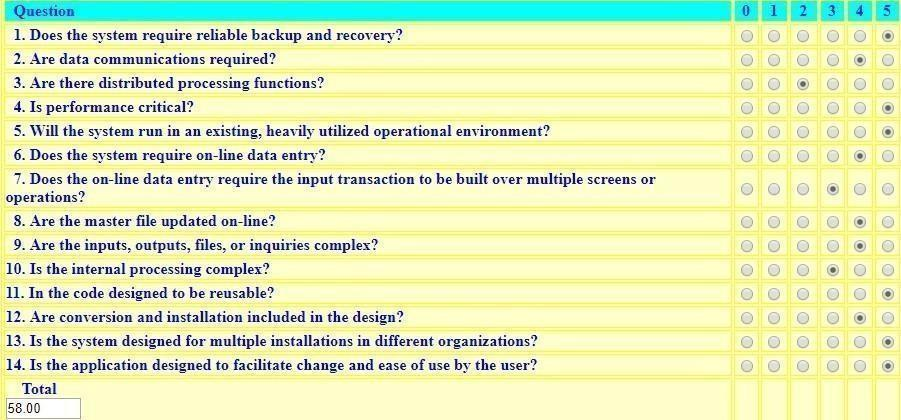 Question 0 1 2 3 4 5
1. Does the system require reliable backup and recovery?
2. Are data communications required?
3. Are there distributed processing functions?
4. Is performance critical?
5. Will the system run in an existing, heavily utilized operational environment?
6. Does the system require on-line data entry?
7. Does the on-line data entry require the input transaction to be built over multiple screens or
operations?
8. Are the master file updated on-line?
9. Are the inputs, outputs, files, or inquiries complex?
10. Is the internal processing complex?
11. In the code designed to be reusable?
12. Are conversion and installation included in the design?
13. Is the system designed for multiple installations in different organizations?
14. Is the application designed to facilitate change and ease of use by the user?
Total
58.00